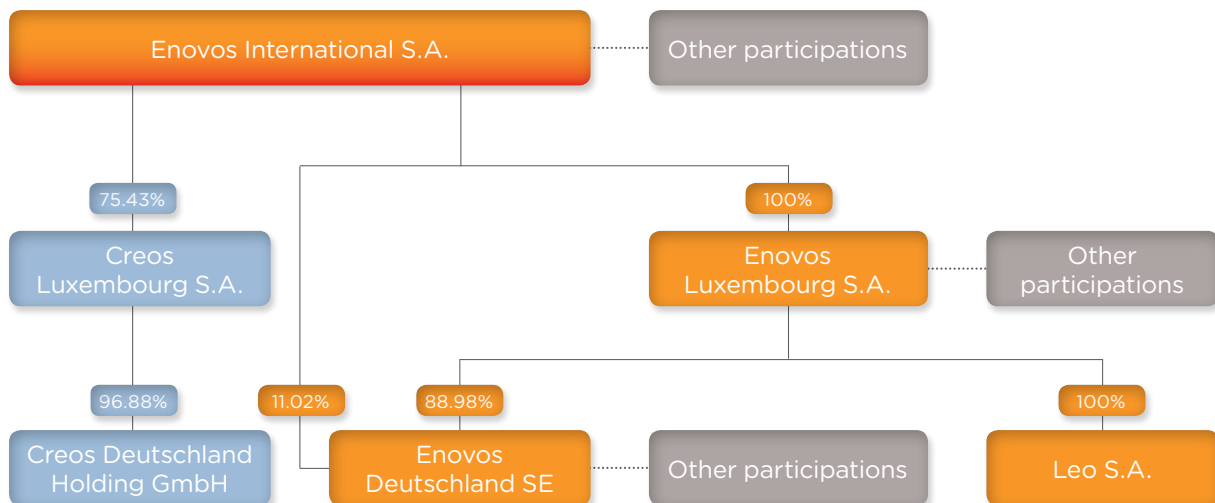 Enovos International S.A.
Other participations
75.43%
100%
Creos
Luxembourg S.A.
Enovos
Luxembourg S.A.
Other
participations
96.88%
11.02%
88.98%
100%
Creos Deutschland
Holding GmbH
Enovos
Deutschland SE
Other participations
Leo S.A.